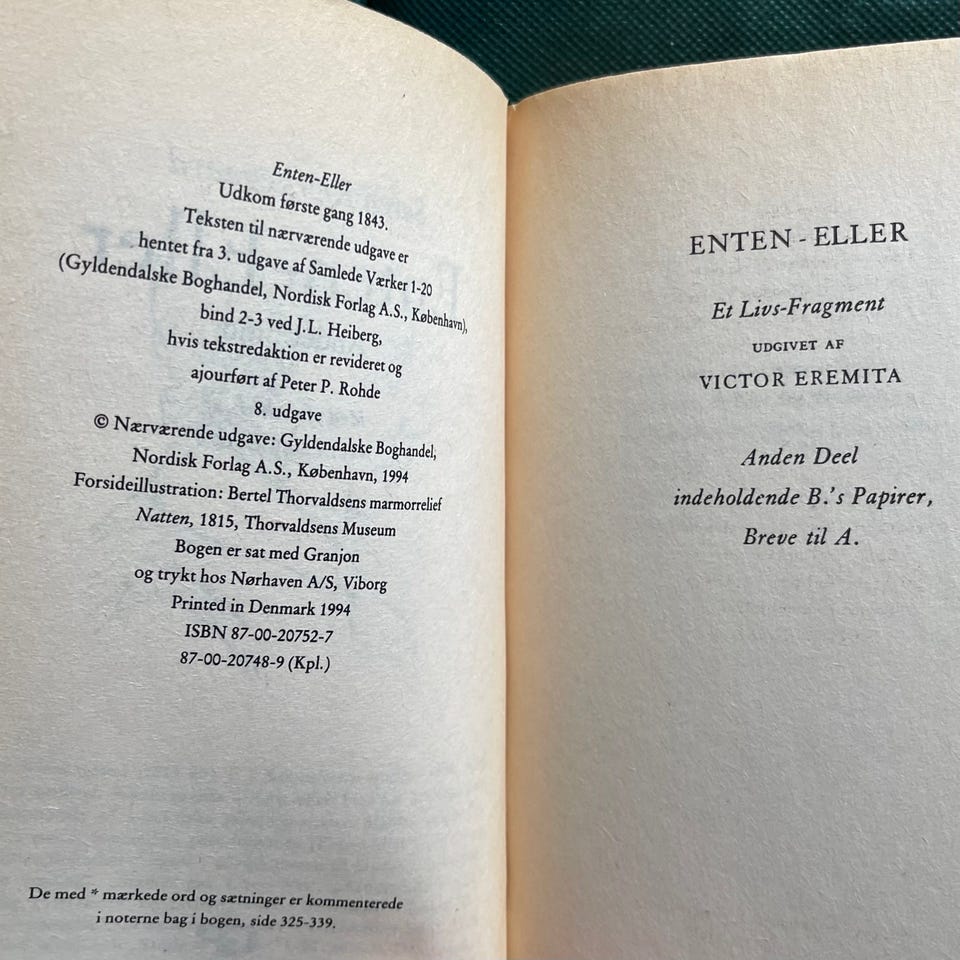 Enten-Eller
Udkom første gang 1843.
Teksten til nærværende udgave er
hentet fra 3. udgave af Samlede Værker 1-20
(Gyldendalske Boghandel, Nordisk Forlag A.S., København),
bind 2-3 ved J.L. Heiberg,
hvis tekstredaktion er revideret og
ajourført af Peter P. Rohde
8. udgave
© Nærværende udgave: Gyldendalske Boghandel,
Nordisk Forlag A.S., København, 1994
Forsideillustration: Bertel Thorvaldsens marmorrelief
Natten, 1815, Thorvaldsens Museum
Bogen er sat med Granjon
og trykt hos Nørhaven A/S, Viborg
Printed in Denmark 1994
ISBN 87-00-20752-7
87-00-20748-9 (Kpl.)
De med * mærkede ord og sætninger er kommenterede
i noterne bag i bogen, side 325-339.
ENTEN - ELLER
Et Livs-Fragment
UDGIVET AF
VICTOR EREMITA
Anden Deel
indeholdende B.'s Papirer,
Breve til A.